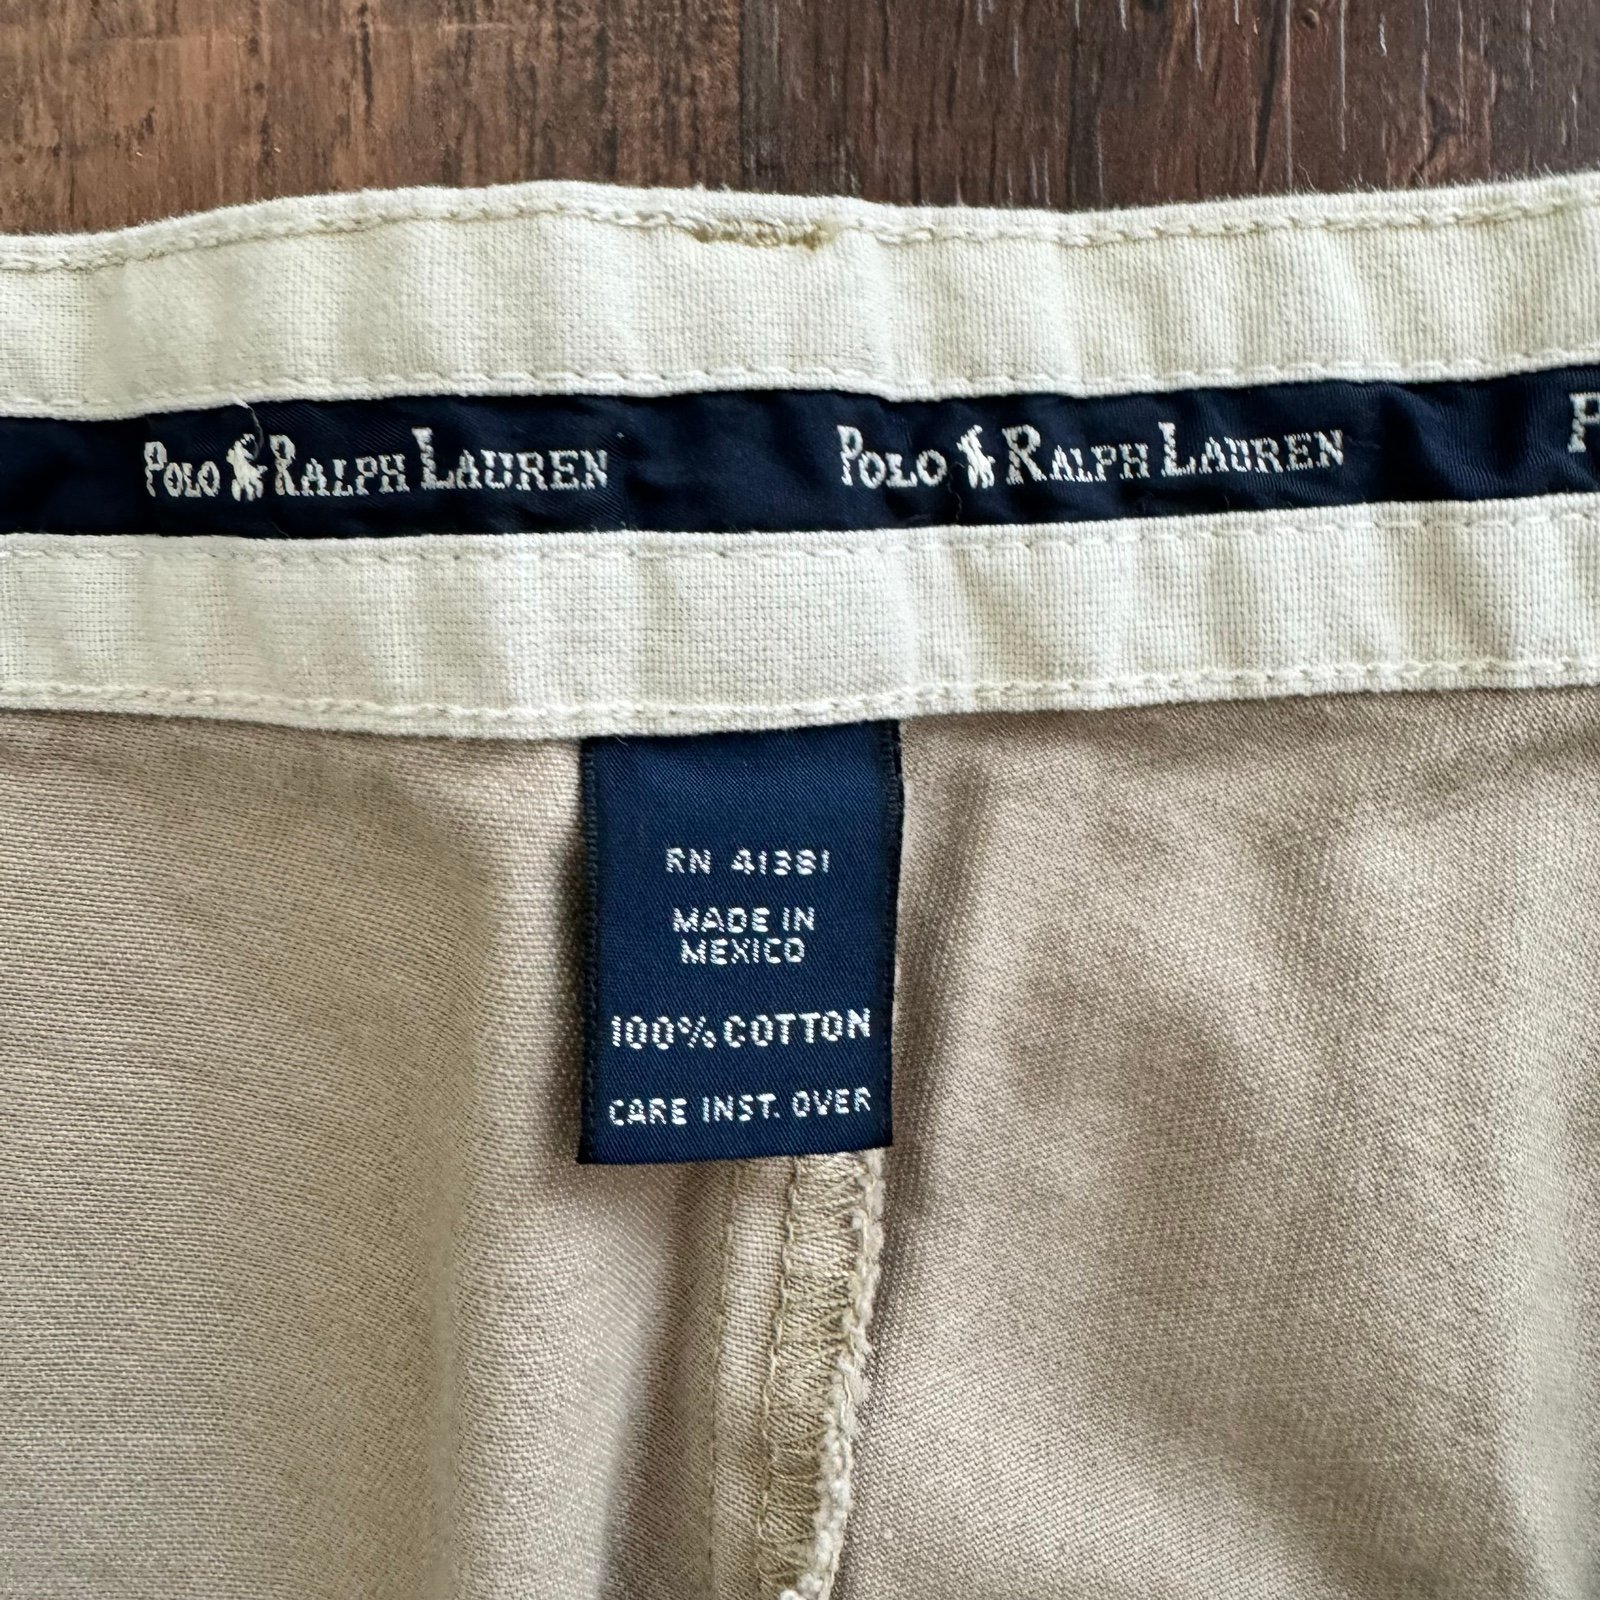 POLO RALPH LAUREN POLO RALPH LAUREN P
RN 41381
MADE IN
MEXICO
100% COTTON
CARE INST. OVER